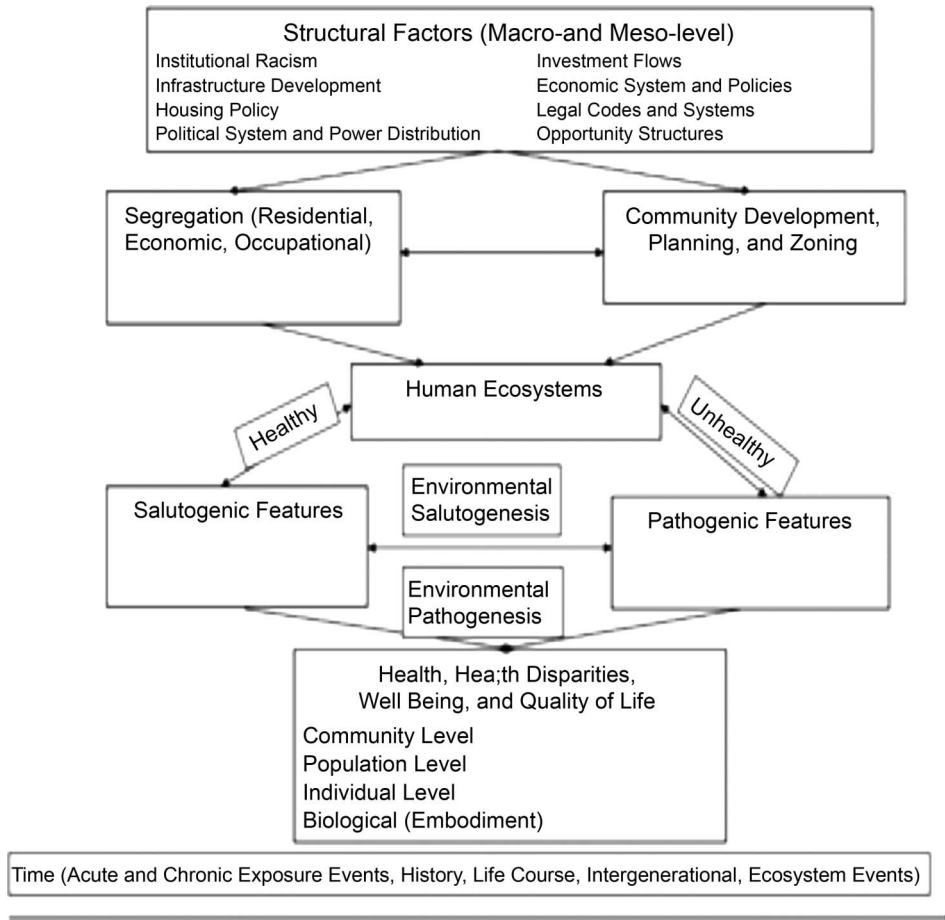 Structural Factors (Macro-and Meso-level)
Institutional Racism
Infrastructure Development
Housing Policy
Political System and Power Distribution
Investment Flows
Economic System and Policies
Legal Codes and Systems
Opportunity Structures
Segregation (Residential,
Economic, Occupational)
Community Development,
Planning, and Zoning
Human Ecosystems
Healthy
Unhealthy
Salutogenic Features
Environmental
Salutogenesis
Pathogenic Features
Environmental
Pathogenesis
Health, Hea;th Disparities,
Well Being, and Quality of Life
Community Level
Population Level
Individual Level
Biological (Embodiment)
Time (Acute and Chronic Exposure Events, History, Life Course, Intergenerational, Ecosystem Events)